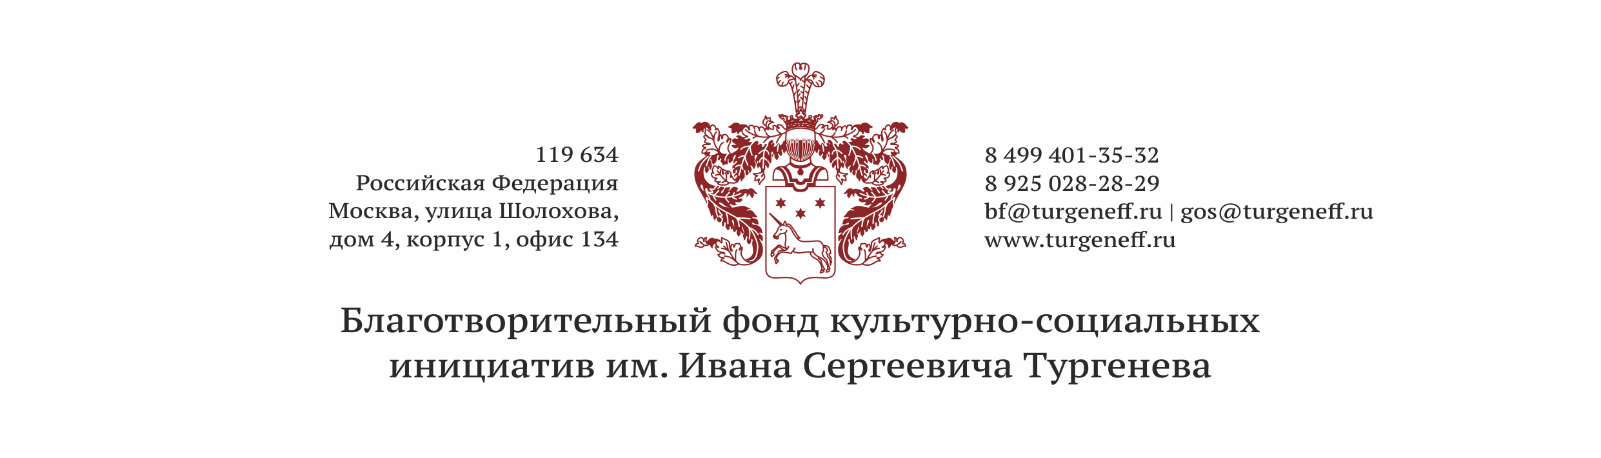 119 634
Российская Федерация
Москва, улица Шолохова,
дом 4, корпус 1, офис 134
8 499 401-35-32
8 925 028-28-29
bf@turgeneff.ru | gos@turgeneff.ru
www.turgeneff.ru
Благотворительный фонд культурно-социальных
инициатив им. Ивана Сергеевича Тургенева